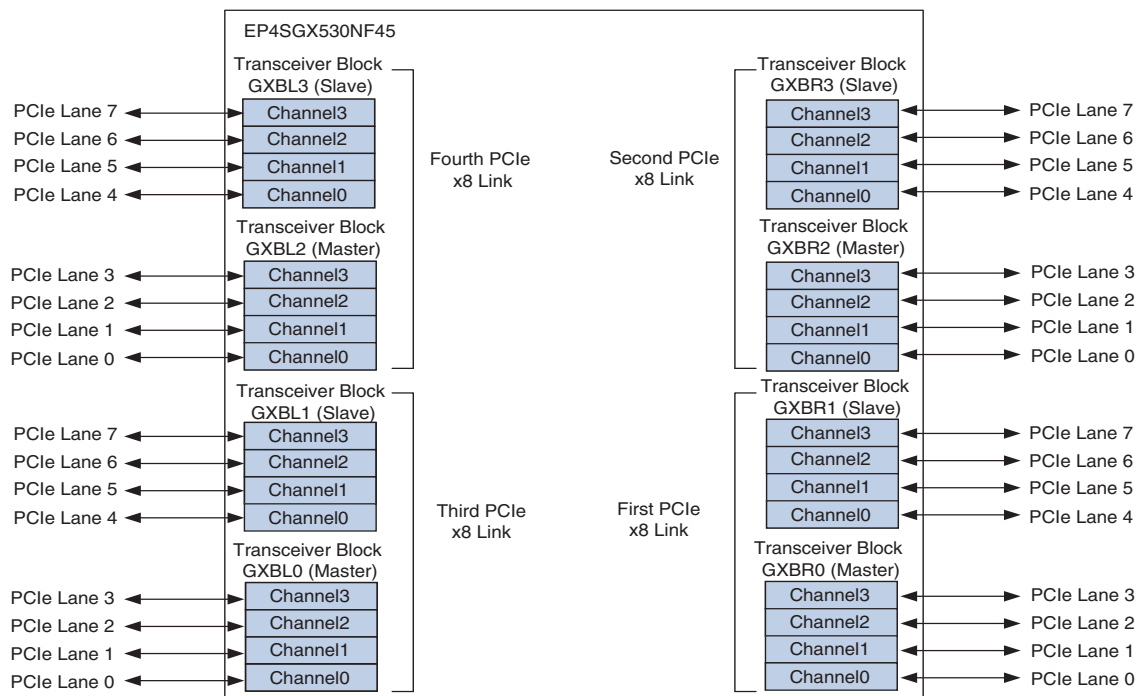 EP4SGX530NF45
Transceiver Block
GXBL3 (Slave)
PCIe Lane 7
Channel3
PCIe Lane 6
Channel2
PCIe Lane 5
Channel1
PCIe Lane 4
Channel0
Fourth PCIe
x8 Link
Transceiver Block
GXBL2 (Master)
PCIe Lane 3
Channel3
PCIe Lane 2
Channel2
PCIe Lane 1
Channel1
PCIe Lane 0
Channel0
Transceiver Block
GXBL1 (Slave)
PCIe Lane 7
Channel3
PCIe Lane 6
Channel2
PCIe Lane 5
Channel1
PCIe Lane 4
Channel0
Third PCIe
x8 Link
Transceiver Block
GXBL0 (Master)
PCIe Lane 3
Channel3
PCIe Lane 2
Channel2
PCIe Lane 1
Channel1
PCIe Lane 0
Channel0
Transceiver Block
GXBR3 (Slave)
Channel3
PCIe Lane 7
Channel2
PCIe Lane 6
Channel1
PCIe Lane 5
Channel0
PCIe Lane 4
Second PCIe
x8 Link
Transceiver Block
GXBR2 (Master)
Channel3
PCIe Lane 3
Channel2
PCIe Lane 2
Channel1
PCIe Lane 1
Channel0
PCIe Lane 0
Transceiver Block
GXBR1 (Slave)
Channel3
PCIe Lane 7
Channel2
PCIe Lane 6
Channel1
PCIe Lane 5
Channel0
PCIe Lane 4
First PCIe
x8 Link
Transceiver Block
GXBR0 (Master)
Channel3
PCIe Lane 3
Channel2
PCIe Lane 2
Channel1
PCIe Lane 1
Channel0
PCIe Lane 0